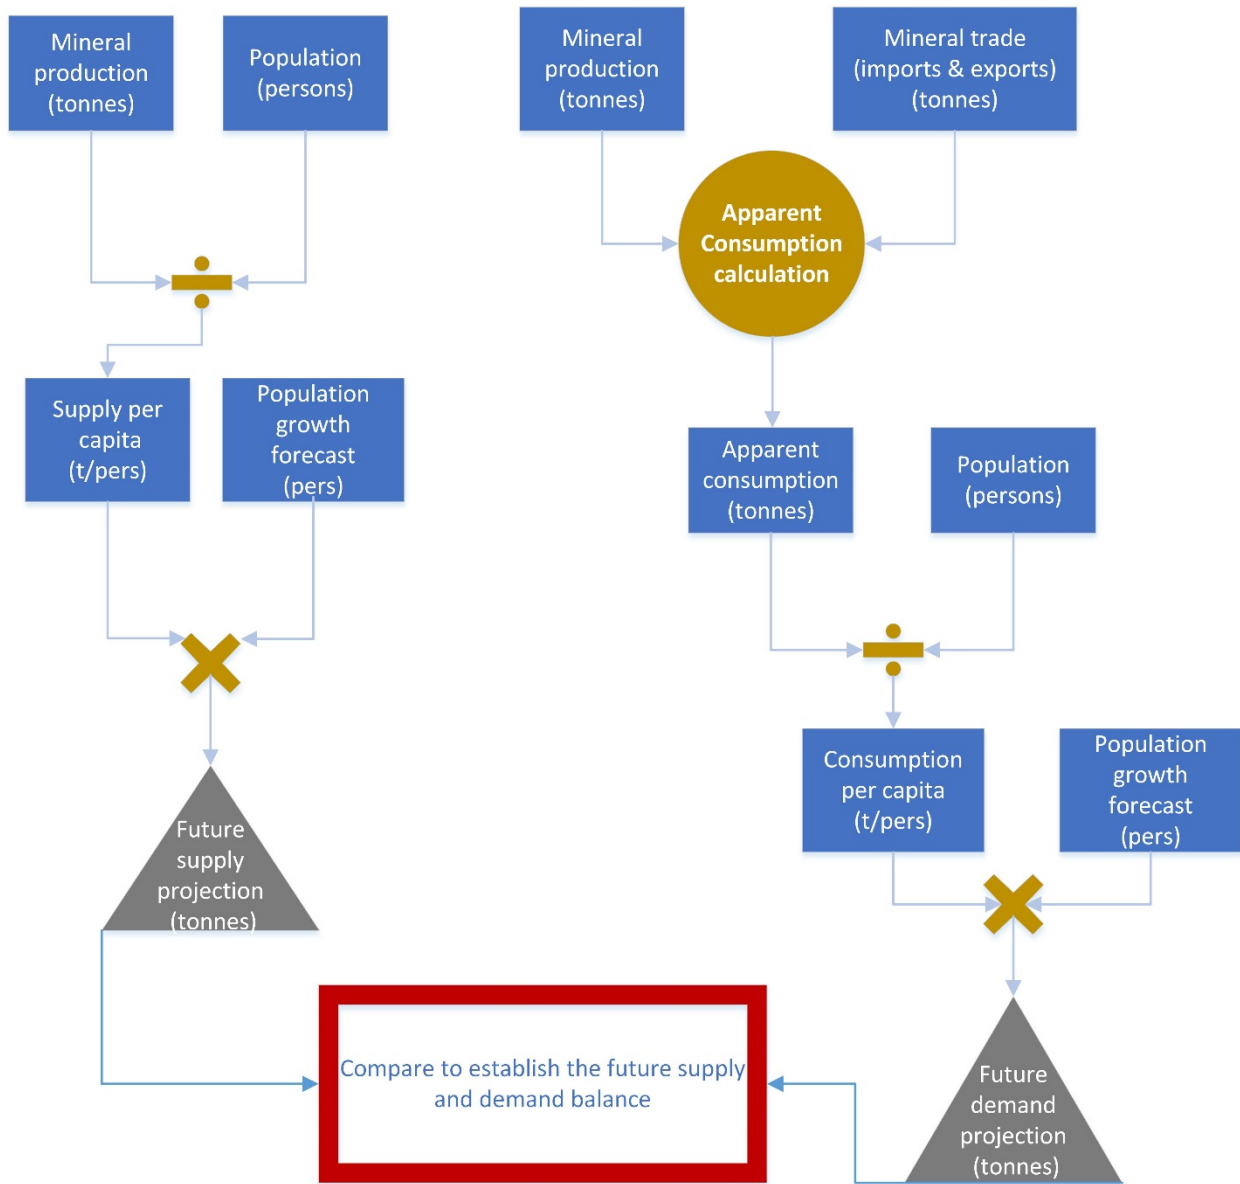 Mineral
production
(tonnes)
Population
(persons)
Mineral
production
(tonnes)
Mineral trade
(imports & exports)
(tonnes)
Apparent
Consumption
calculation
Supply per
capita
(t/pers)
Population
growth
forecast
(pers)
Apparent
consumption
(tonnes)
Population
(persons)
Consumption
per capita
(t/pers)
Population
growth
forecast
(pers)
Future
supply
projection
(tonnes)
Compare to establish the future supply
and demand balance
Future
demand
projection
(tonnes)